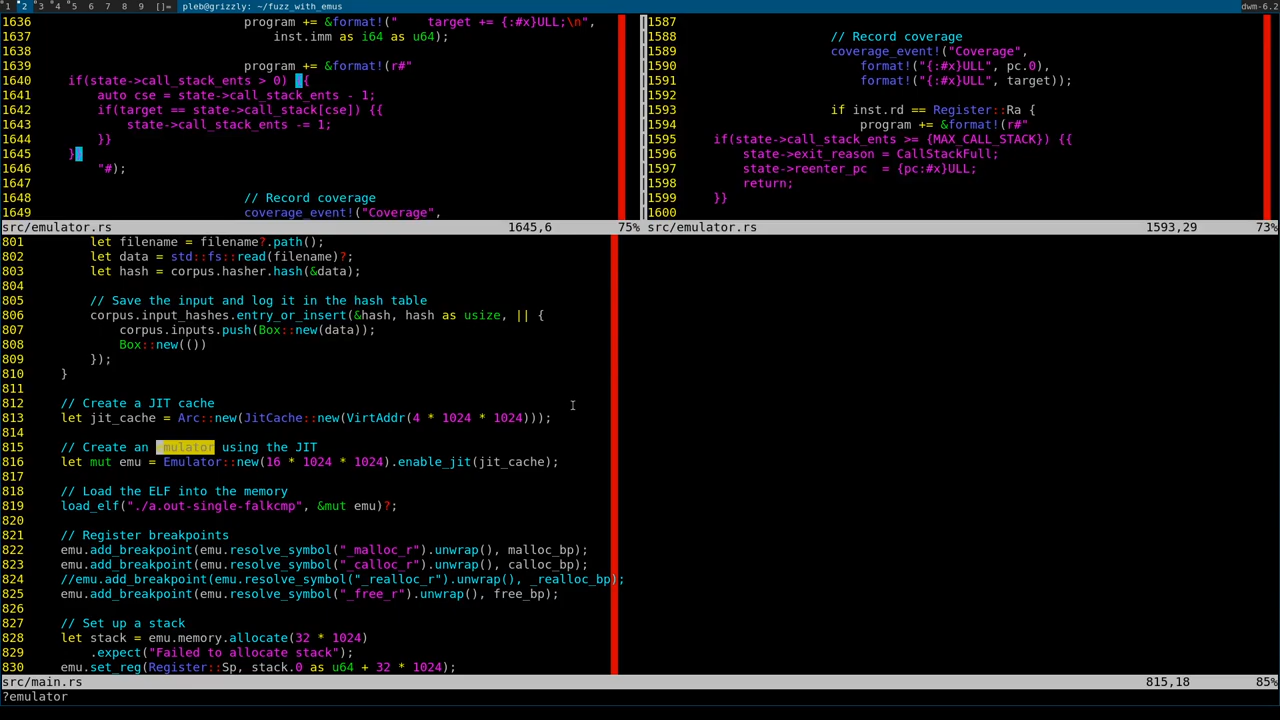 1 2 3 4 5 6 7 8 9 []= pleb@grizzly: ~/fuzz_with_emus dwm-6.2
1636 program += &format!("    target += {:#x}ULL;\n",
1637 inst.imm as i64 as u64);
1638
1639 program += &format!(r#"
1640 if(state->call_stack_ents > 0) {{
1641 auto cse = state->call_stack_ents - 1;
1642 if(target == state->call_stack[cse]) {{
1643 state->call_stack_ents -= 1;
1644 }}
1645 }}
1646 "#);
1647
1648 // Record coverage
1649 coverage_event!("Coverage",
src/emulator.rs 1645,6 75%
1587
1588 // Record coverage
1589 coverage_event!("Coverage",
1590 format!("{:#x}ULL", pc.0),
1591 format!("{:#x}ULL", target));
1592
1593 if inst.rd == Register::Ra {
1594 program += &format!(r#"
1595 if(state->call_stack_ents >= {MAX_CALL_STACK}) {{
1596 state->exit_reason = CallStackFull;
1597 state->reenter_pc  = {pc:#x}ULL;
1598 return;
1599 }}
1600
src/emulator.rs 1593,29 73%
801 let filename = filename?.path();
802 let data = std::fs::read(filename)?;
803 let hash = corpus.hasher.hash(&data);
804
805 // Save the input and log it in the hash table
806 corpus.input_hashes.entry_or_insert(&hash, hash as usize, || {
807 corpus.inputs.push(Box::new(data));
808 Box::new(())
809 });
810 }
811
812 // Create a JIT cache
813 let jit_cache = Arc::new(JitCache::new(VirtAddr(4 * 1024 * 1024)));
814
815 // Create an emulator using the JIT
816 let mut emu = Emulator::new(16 * 1024 * 1024).enable_jit(jit_cache);
817
818 // Load the ELF into the memory
819 load_elf("./a.out-single-falkcmp", &mut emu)?;
820
821 // Register breakpoints
822 emu.add_breakpoint(emu.resolve_symbol("_malloc_r").unwrap(), malloc_bp);
823 emu.add_breakpoint(emu.resolve_symbol("_calloc_r").unwrap(), calloc_bp);
824 //emu.add_breakpoint(emu.resolve_symbol("_realloc_r").unwrap(), _realloc_bp);
825 emu.add_breakpoint(emu.resolve_symbol("_free_r").unwrap(), free_bp);
826
827 // Set up a stack
828 let stack = emu.memory.allocate(32 * 1024)
829 .expect("Failed to allocate stack");
830 emu.set_reg(Register::Sp, stack.0 as u64 + 32 * 1024);
src/main.rs 815,18 85%
?emulator